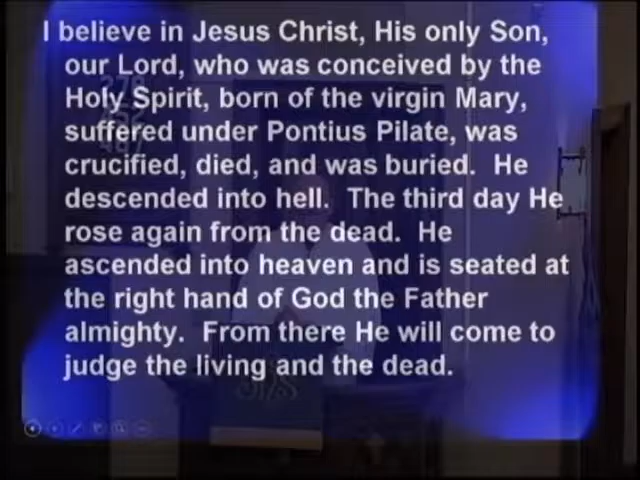 I believe in Jesus Christ, His only Son,
our Lord, who was conceived by the
Holy Spirit, born of the virgin Mary,
suffered under Pontius Pilate, was
crucified, died, and was buried.  He
descended into hell.  The third day He
rose again from the dead.  He
ascended into heaven and is seated at
the right hand of God the Father
almighty.  From there He will come to
judge the living and the dead.